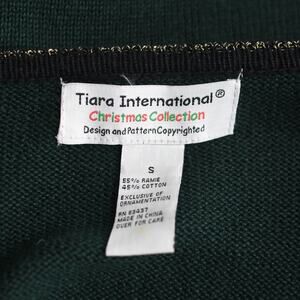 Tiara International®
Christmas Collection
Design and Pattern Copyrighted
S
55% RAMIE
45% COTTON
EXCLUSIVE OF
ORNAMENTATION
RN 83437
MADE IN CHINA
OVER FOR CARE